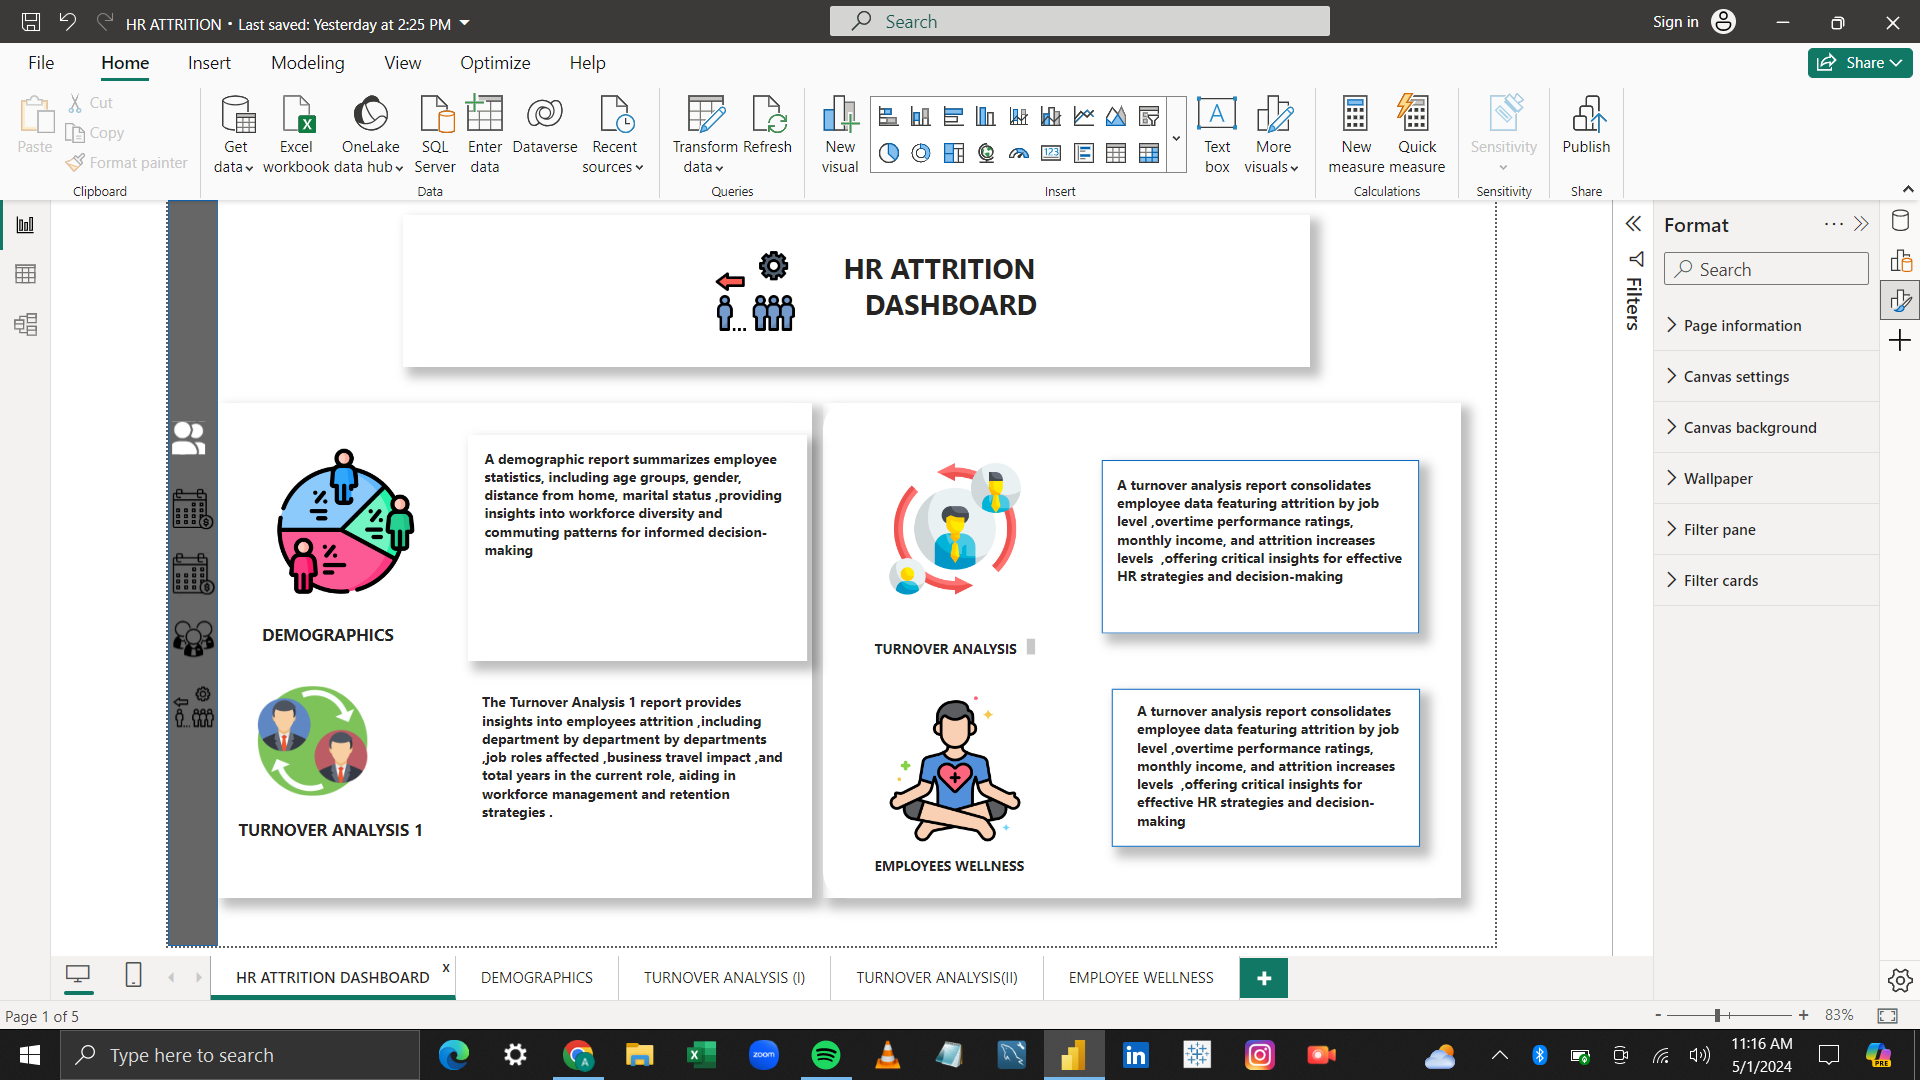 HR ATTRITION • Last saved: Yesterday at 2:25 PM
Search
Sign in
File
Home
Insert
Modeling
View
Optimize
Help
Share
Paste
Cut
Copy
Format painter
Clipboard
Get data
Excel workbook
OneLake data hub
SQL Server
Enter data
Dataverse
Recent sources
Data
Transform data
Refresh
Queries
New visual
123
Text box
More visuals
Insert
New measure
Quick measure
Calculations
Sensitivity
Sensitivity
Publish
Share
HR ATTRITION
DASHBOARD
A demographic report summarizes employee
statistics, including age groups, gender,
distance from home, marital status ,providing
insights into workforce diversity and
commuting patterns for informed decision-
making
DEMOGRAPHICS
The Turnover Analysis 1 report provides
insights into employees attrition ,including
department by department by departments
,job roles affected ,business travel impact ,and
total years in the current role, aiding in
workforce management and retention
strategies .
TURNOVER ANALYSIS 1
A turnover analysis report consolidates
employee data featuring attrition by job
level ,overtime performance ratings,
monthly income, and attrition increases
levels ,offering critical insights for effective
HR strategies and decision-making
TURNOVER ANALYSIS
A turnover analysis report consolidates
employee data featuring attrition by job
level ,overtime performance ratings,
monthly income, and attrition increases
levels ,offering critical insights for
effective HR strategies and decision-
making
EMPLOYEES WELLNESS
Filters
Format
Search
Page information
Canvas settings
Canvas background
Wallpaper
Filter pane
Filter cards
HR ATTRITION DASHBOARD
x
DEMOGRAPHICS
TURNOVER ANALYSIS (I)
TURNOVER ANALYSIS(II)
EMPLOYEE WELLNESS
Page 1 of 5
- + 83%
Type here to search
zoom
in
PRE
11:16 AM
5/1/2024